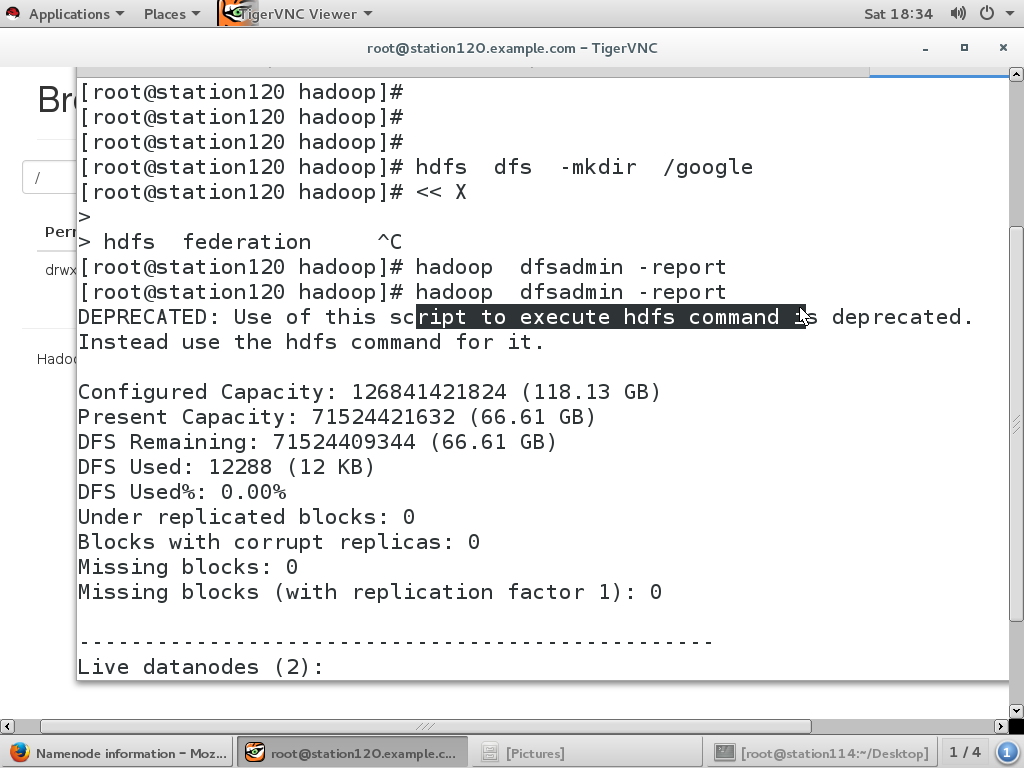 Applications Places TigerVNC Viewer Sat 18:34
root@station120.example.com - TigerVNC
[root@station120 hadoop]#
[root@station120 hadoop]#
[root@station120 hadoop]#
[root@station120 hadoop]# hdfs dfs -mkdir /google
[root@station120 hadoop]# << X
>
> hdfs federation ^C
[root@station120 hadoop]# hadoop dfsadmin -report
[root@station120 hadoop]# hadoop dfsadmin -report
DEPRECATED: Use of this script to execute hdfs command is deprecated.
Instead use the hdfs command for it.
Configured Capacity: 126841421824 (118.13 GB)
Present Capacity: 71524421632 (66.61 GB)
DFS Remaining: 71524409344 (66.61 GB)
DFS Used: 12288 (12 KB)
DFS Used%: 0.00%
Under replicated blocks: 0
Blocks with corrupt replicas: 0
Missing blocks: 0
Missing blocks (with replication factor 1): 0
-------------------------------------------------
Live datanodes (2):
Br
/
Perr
drwx
Hadoo
Namenode information - Moz... root@station120.example.c... [Pictures] [root@station114:~/Desktop] 1 / 4 1